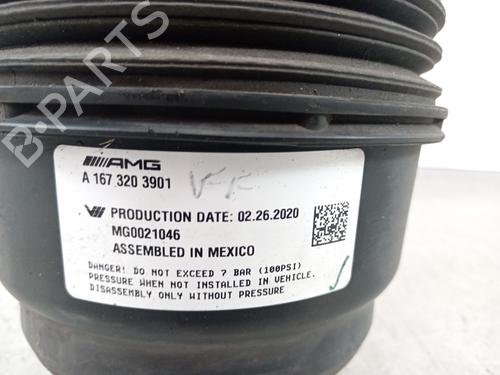 B-PARTS
AMG
A 167 320 3901
PRODUCTION DATE: 02.26.2020
MG0021046
ASSEMBLED IN MEXICO
DANGER! DO NOT EXCEED 7 BAR (100PSI)
PRESSURE WHEN NOT INSTALLED IN VEHICLE.
DISASSEMBLY ONLY WITHOUT PRESSURE